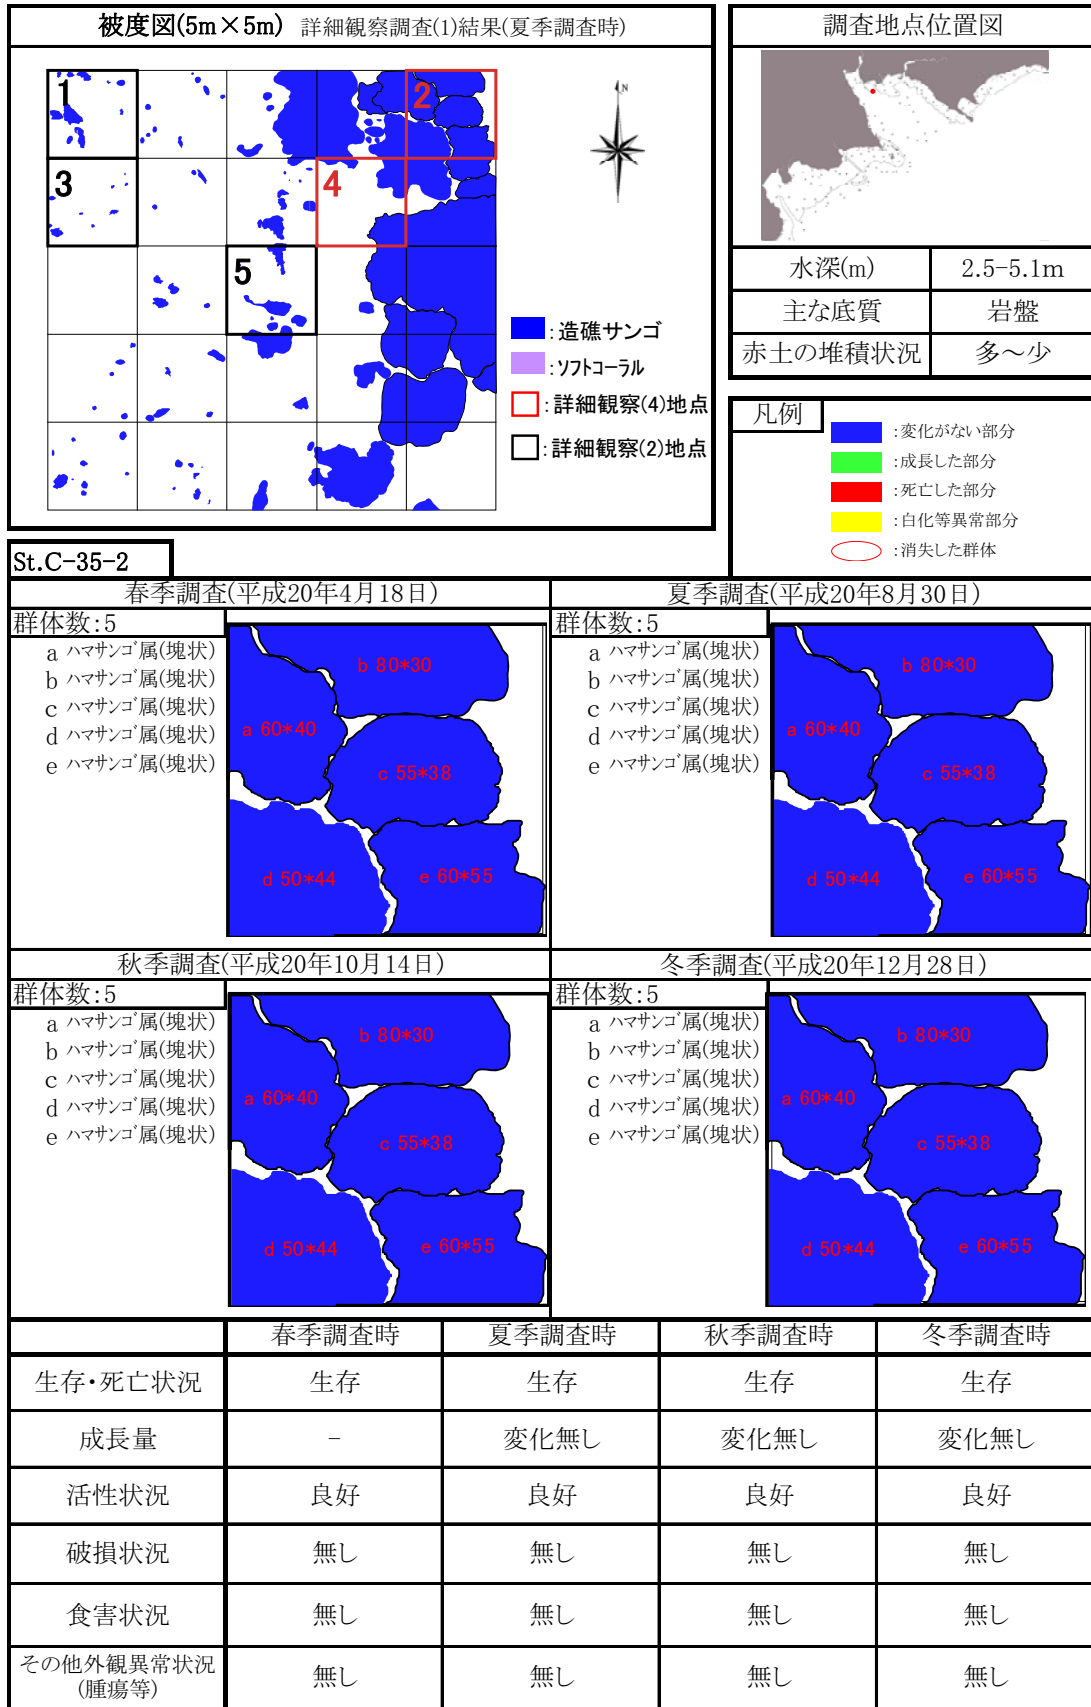 被度図(5m×5m) 詳細観察調査(1)結果(夏季調査時)
1
2
3
4
5
N
:造礁サンゴ
:ソフトコーラル
:詳細観察(4)地点
:詳細観察(2)地点
調査地点位置図
水深(m) 2.5-5.1m
主な底質 岩盤
赤土の堆積状況 多～少
凡例
:変化がない部分
:成長した部分
:死亡した部分
:白化等異常部分
:消失した群体
St.C-35-2
春季調査(平成20年4月18日)
群体数:5
a ハマサンゴ属(塊状)
b ハマサンゴ属(塊状)
c ハマサンゴ属(塊状)
d ハマサンゴ属(塊状)
e ハマサンゴ属(塊状)
b 80*30
a 60*40
c 55*38
d 50*44
e 60*55
夏季調査(平成20年8月30日)
群体数:5
a ハマサンゴ属(塊状)
b ハマサンゴ属(塊状)
c ハマサンゴ属(塊状)
d ハマサンゴ属(塊状)
e ハマサンゴ属(塊状)
b 80*30
a 60*40
c 55*38
d 50*44
e 60*55
秋季調査(平成20年10月14日)
群体数:5
a ハマサンゴ属(塊状)
b ハマサンゴ属(塊状)
c ハマサンゴ属(塊状)
d ハマサンゴ属(塊状)
e ハマサンゴ属(塊状)
b 80*30
a 60*40
c 55*38
d 50*44
e 60*55
冬季調査(平成20年12月28日)
群体数:5
a ハマサンゴ属(塊状)
b ハマサンゴ属(塊状)
c ハマサンゴ属(塊状)
d ハマサンゴ属(塊状)
e ハマサンゴ属(塊状)
b 80*30
a 60*40
c 55*38
d 50*44
e 60*55
春季調査時 夏季調査時 秋季調査時 冬季調査時
生存・死亡状況 生存 生存 生存 生存
成長量 - 変化無し 変化無し 変化無し
活性状況 良好 良好 良好 良好
破損状況 無し 無し 無し 無し
食害状況 無し 無し 無し 無し
その他外観異常状況
(腫瘍等) 無し 無し 無し 無し